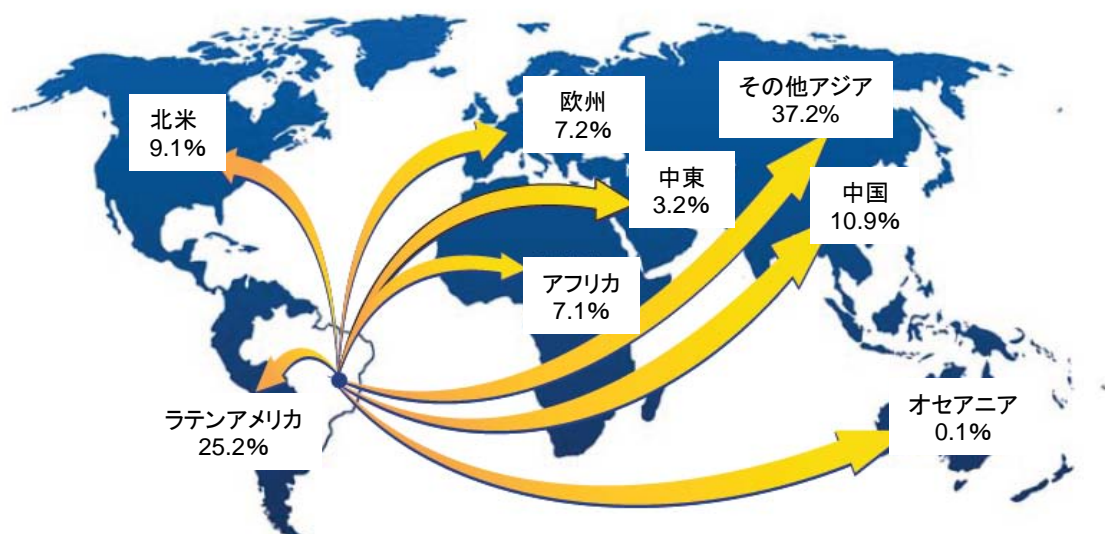 北米
9.1%
欧州
7.2%
その他アジア
37.2%
中東
3.2%
中国
10.9%
アフリカ
7.1%
ラテンアメリカ
25.2%
オセアニア
0.1%